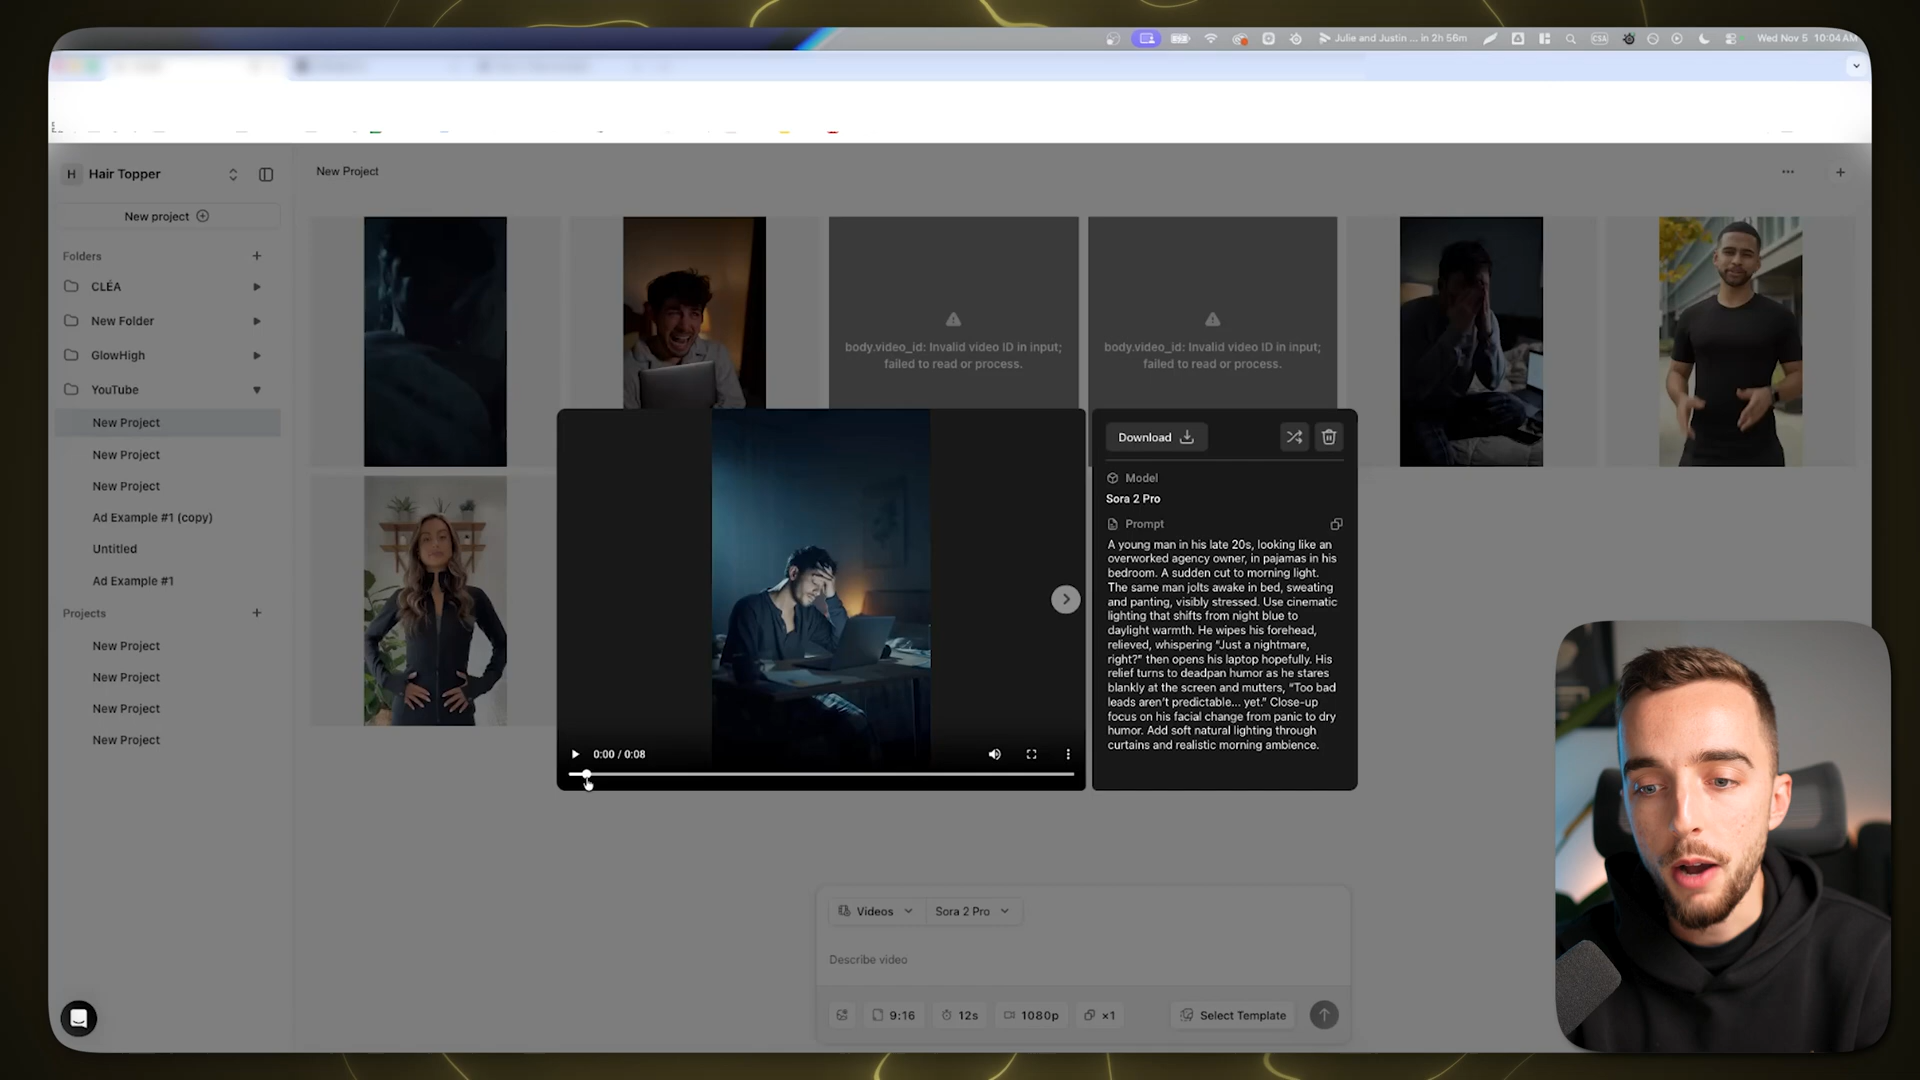 Julie and Justin ... in 2h 56m
Wed Nov 5 10:04 AM
H Hair Topper
New project
Folders
CLÉA
New Folder
GlowHigh
YouTube
New Project
New Project
New Project
Ad Example #1 (copy)
Untitled
Ad Example #1
Projects
New Project
New Project
New Project
New Project
New Project
body.video_id: Invalid video ID in input;
failed to read or process.
body.video_id: Invalid video ID in input;
failed to read or process.
0:00 / 0:08
Download
Model
Sora 2 Pro
Prompt
A young man in his late 20s, looking like an
overworked agency owner, in pajamas in his
bedroom. A sudden cut to morning light.
The same man jolts awake in bed, sweating
and panting, visibly stressed. Use cinematic
lighting that shifts from night blue to
daylight warmth. He wipes his forehead,
relieved, whispering “Just a nightmare,
right?” then opens his laptop hopefully. His
relief turns to deadpan humor as he stares
blankly at the screen and mutters, “Too bad
leads aren’t predictable... yet.” Close-up
focus on his facial change from panic to dry
humor. Add soft natural lighting through
curtains and realistic morning ambience.
Videos
Sora 2 Pro
Describe video
9:16
12s
1080p
×1
Select Template